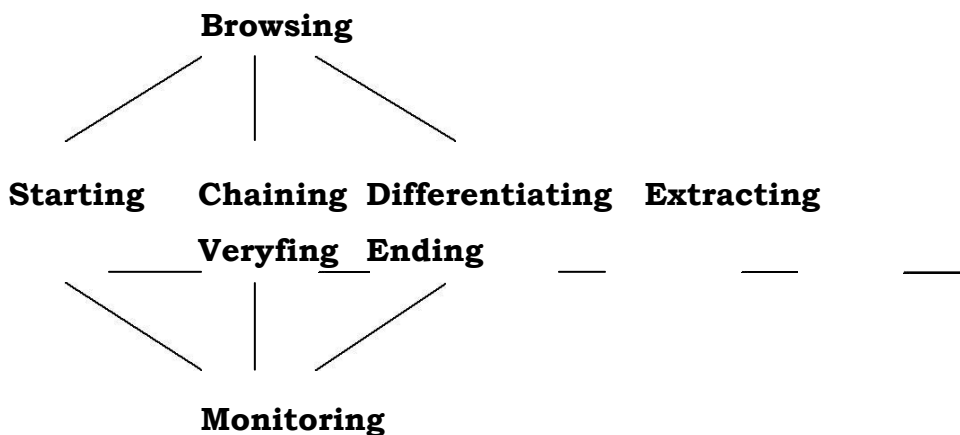 Browsing
Starting Chaining Differentiating Extracting
Veryfing Ending
Monitoring